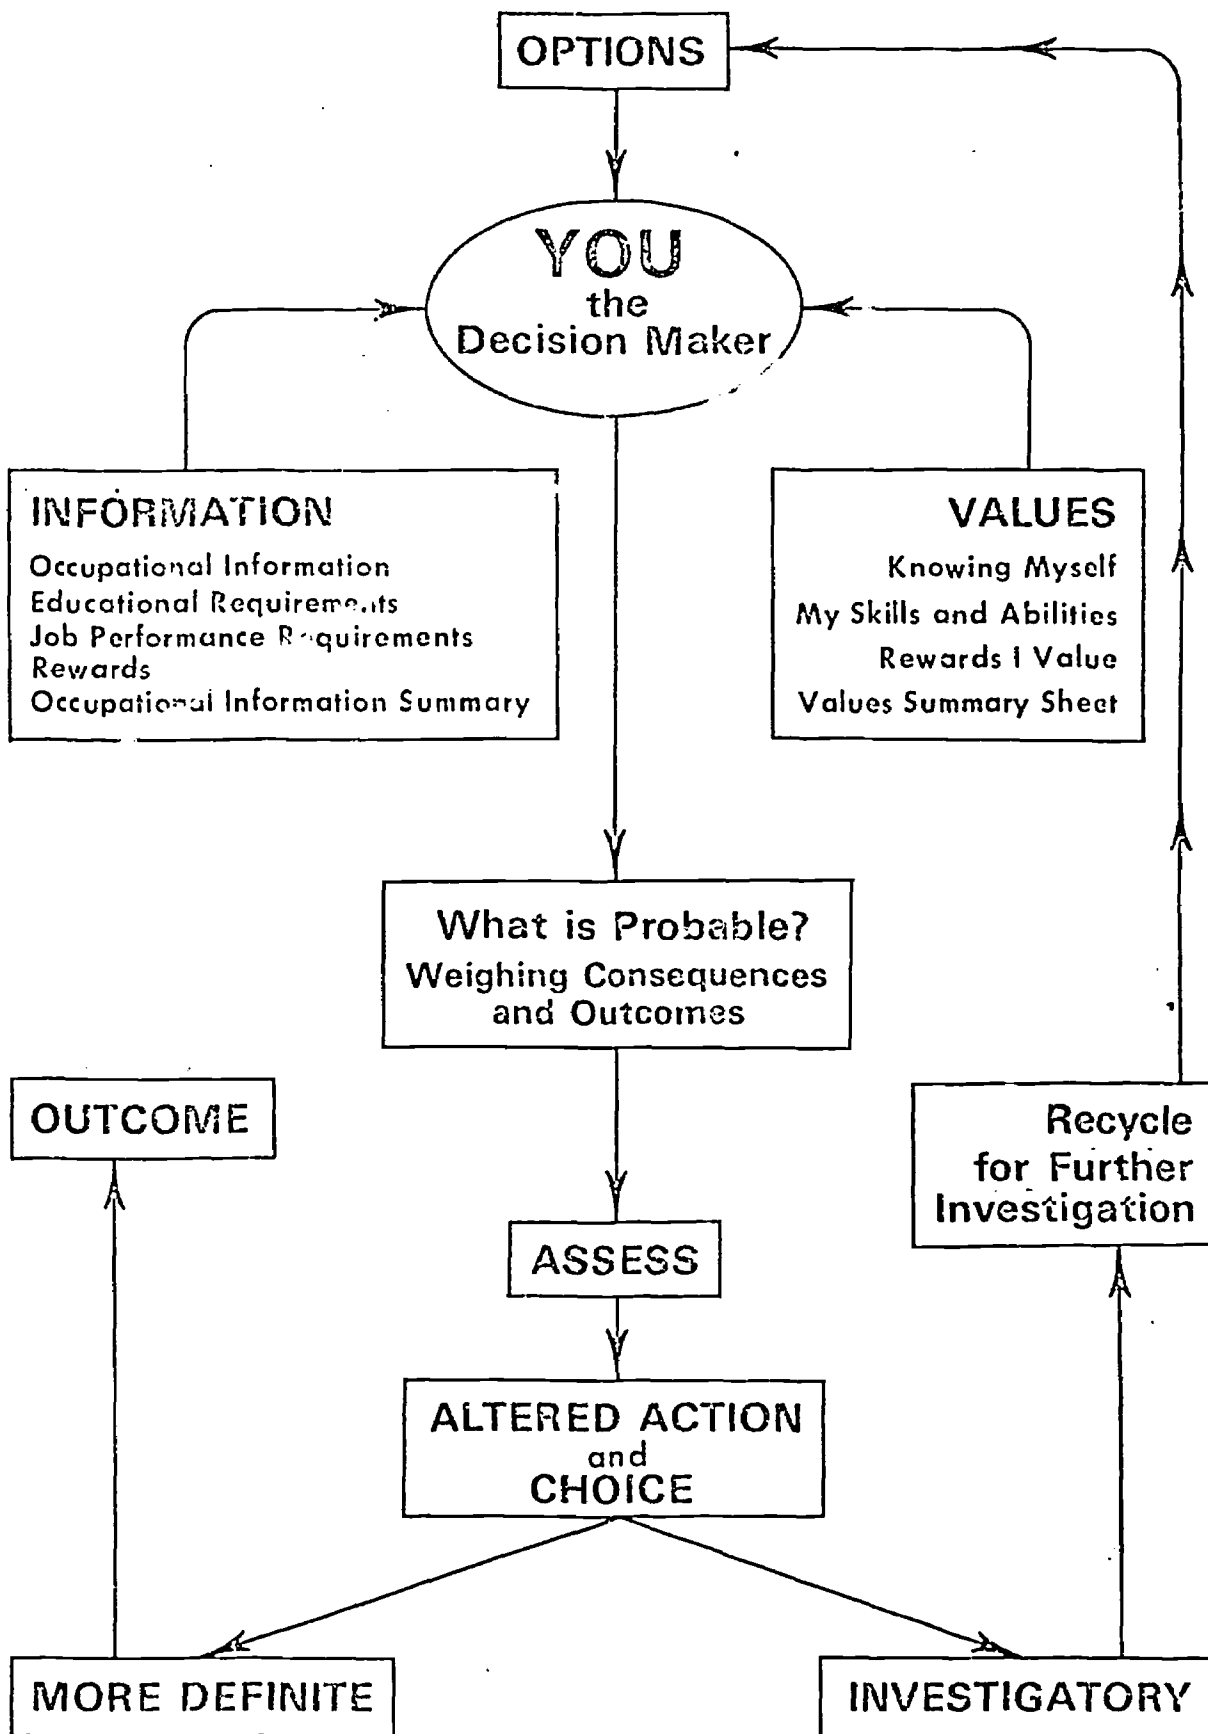 OPTIONS
YOU
the
Decision Maker
INFORMATION
Occupational Information
Educational Requirements
Job Performance Requirements
Rewards
Occupational Information Summary
VALUES
Knowing Myself
My Skills and Abilities
Rewards I Value
Values Summary Sheet
What is Probable?
Weighing Consequences
and Outcomes
OUTCOME
Recycle
for Further
Investigation
ASSESS
ALTERED ACTION
and
CHOICE
MORE DEFINITE
INVESTIGATORY